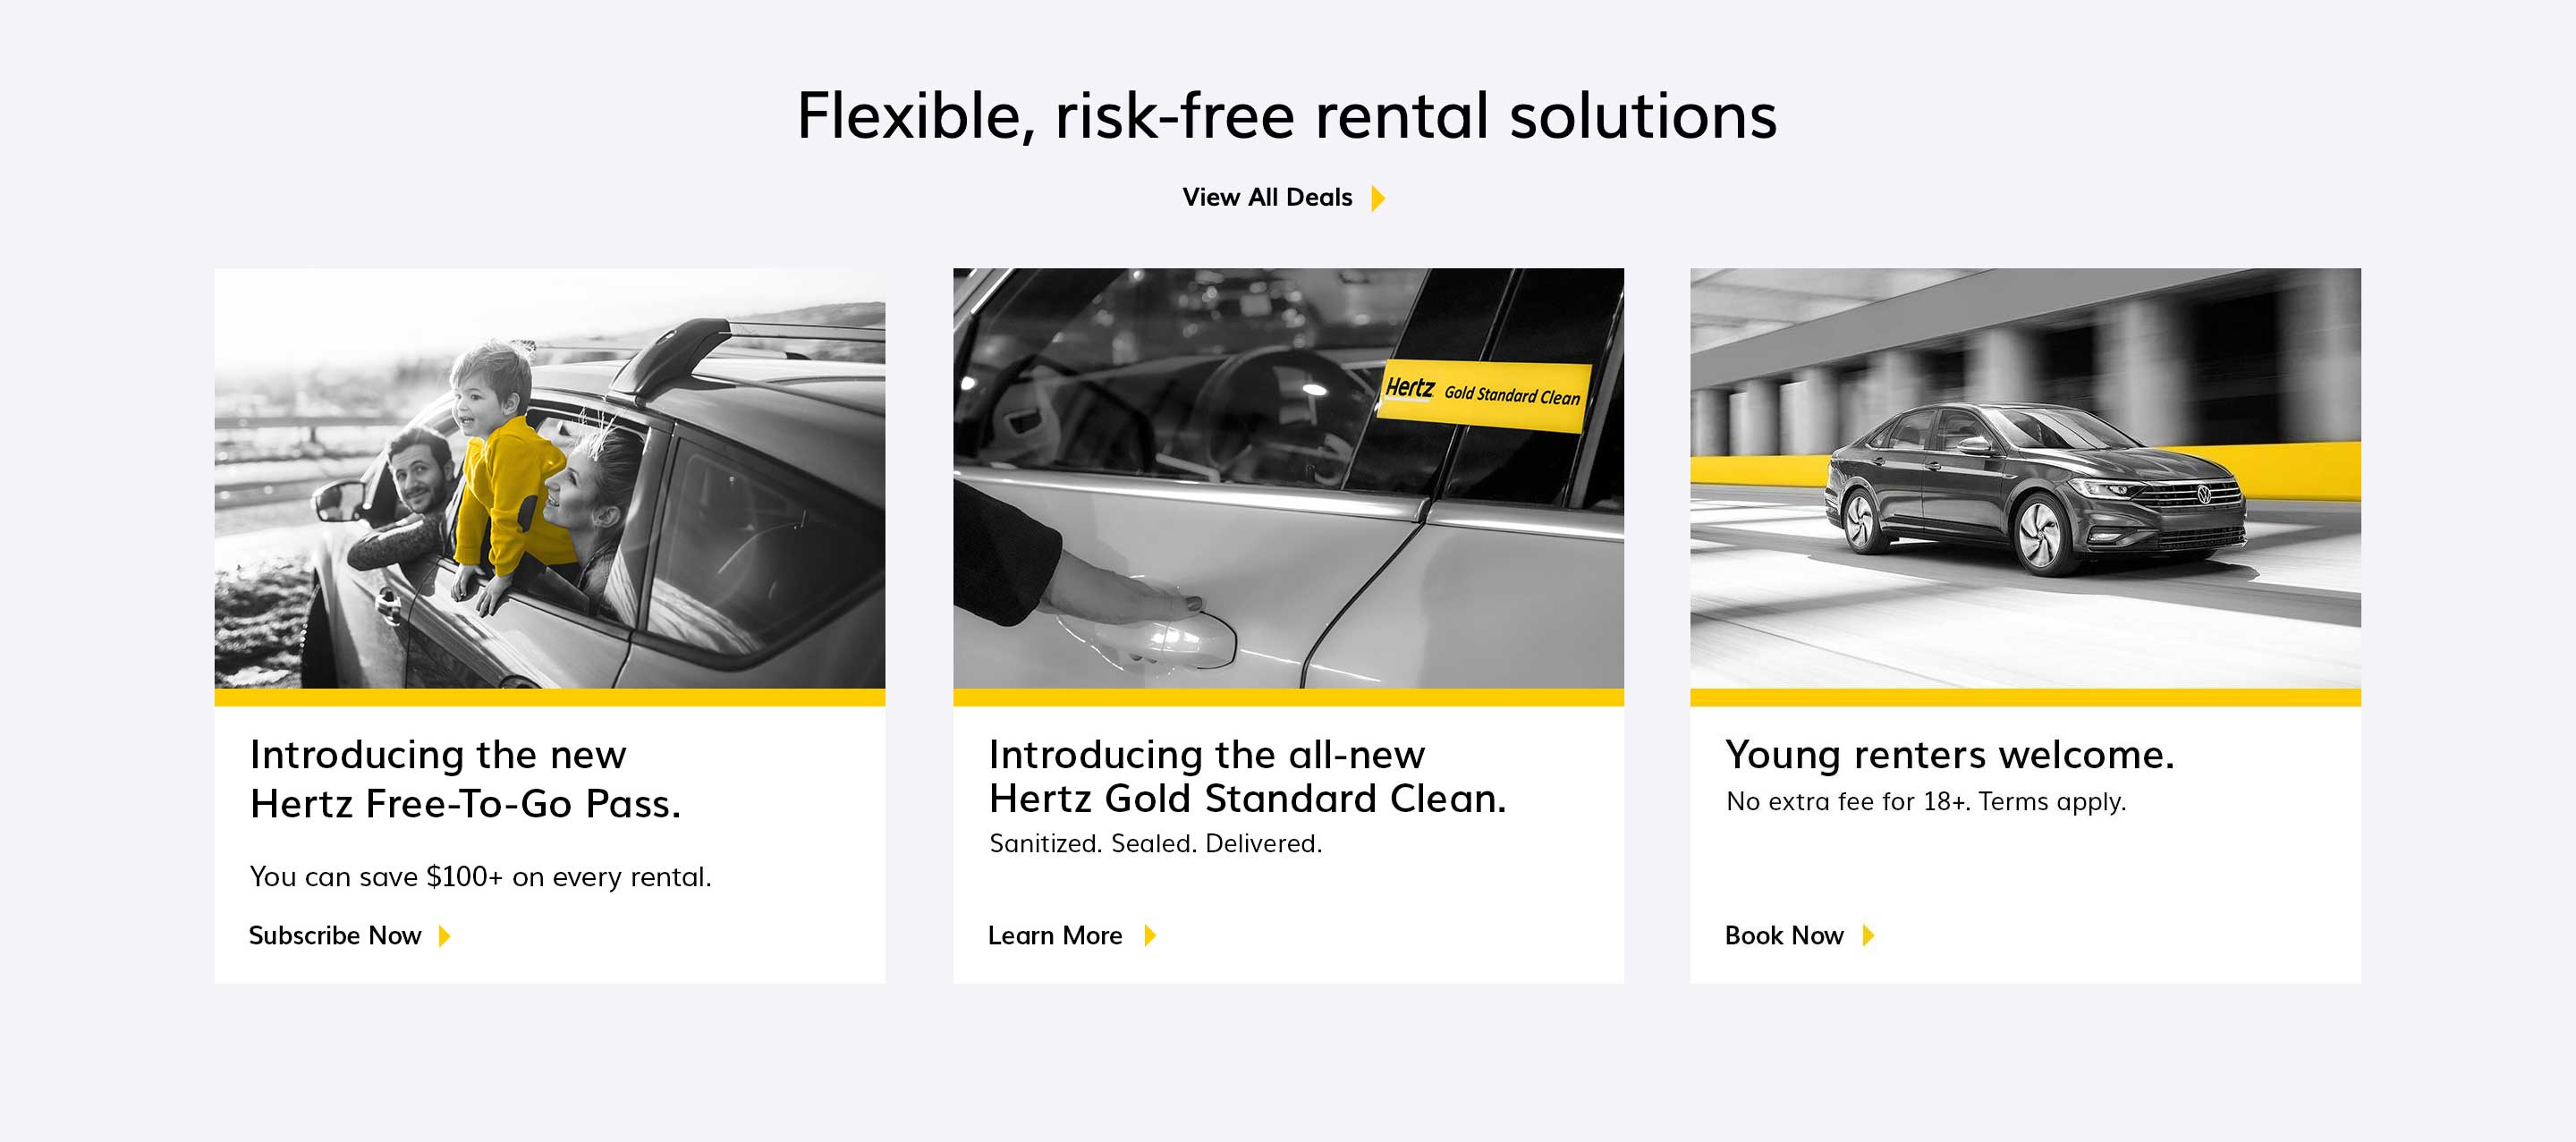 Flexible, risk-free rental solutions
View All Deals
Hertz Gold Standard Clean
Introducing the new
Hertz Free-To-Go Pass.
You can save $100+ on every rental.
Subscribe Now
Introducing the all-new
Hertz Gold Standard Clean.
Sanitized. Sealed. Delivered.
Learn More
Young renters welcome.
No extra fee for 18+. Terms apply.
Book Now